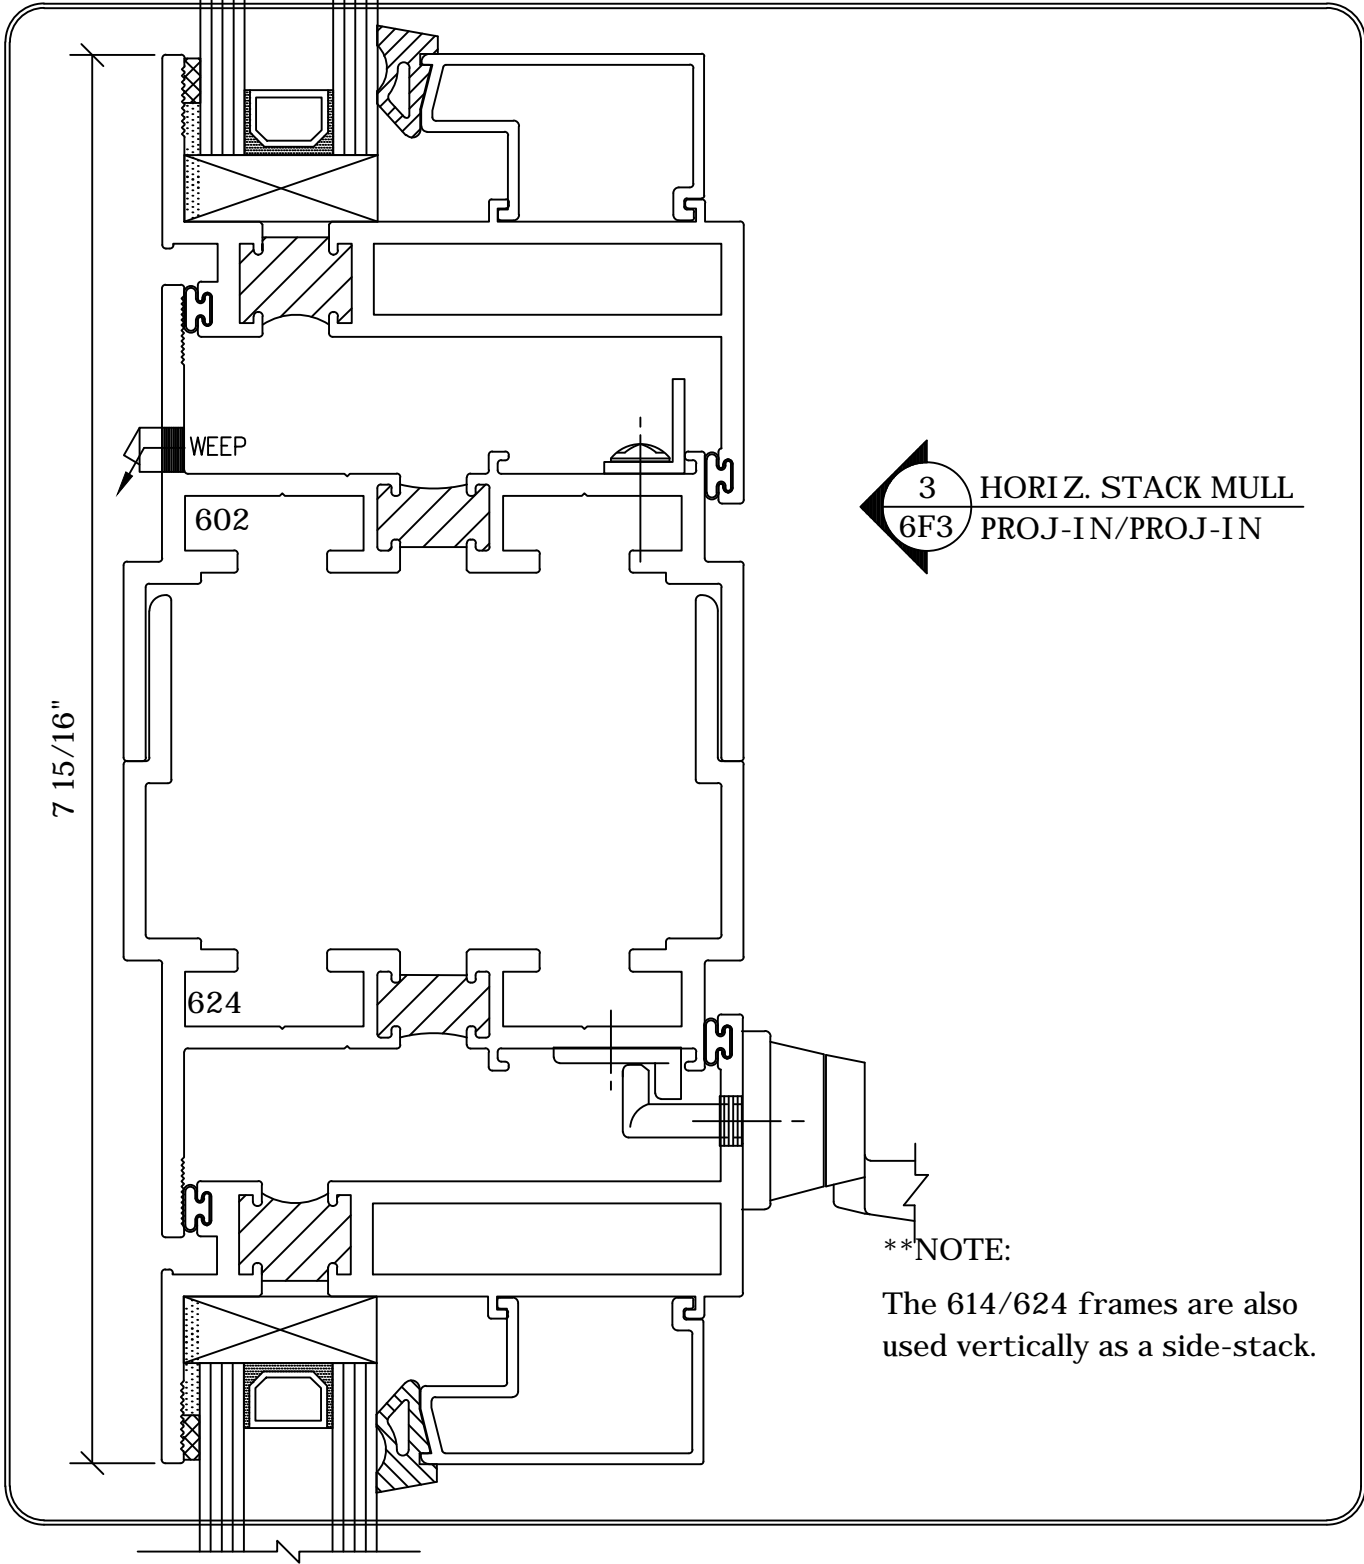 WEEP
602
3
6F3
HORIZ. STACK MULL
PROJ-IN/PROJ-IN
7 15/16"
624
**NOTE:
The 614/624 frames are also
used vertically as a side-stack.